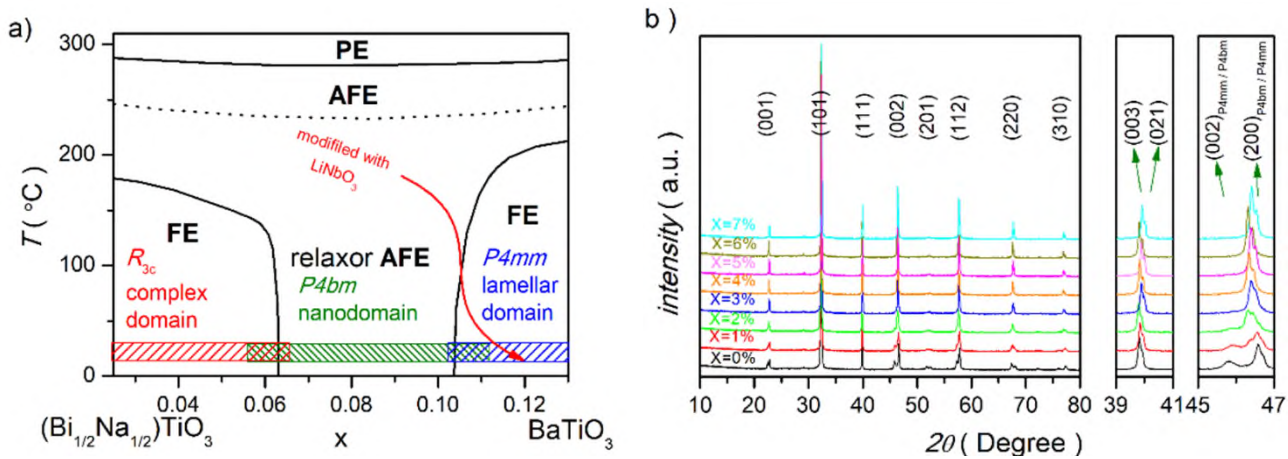 a)
300
200
100
0
T ( °C )
PE
AFE
modifiled with
LiNbO3
FE
R3c
complex
domain
relaxor AFE
P4bm
nanodomain
FE
P4mm
lamellar
domain
0.04 0.06 0.08 0.10 0.12
(Bi1/2Na1/2)TiO3 x BaTiO3
b )
intensity ( a.u. )
(001)
(101)
(111)
(002)
(201)
(112)
(220)
(310)
X=7%
X=6%
X=5%
X=4%
X=3%
X=2%
X=1%
X=0%
10 20 30 40 50 60 70 80
(003)
(021)
39 41
(002)P4mm / P4bm
(200)P4bm / P4mm
45 47
2θ ( Degree )